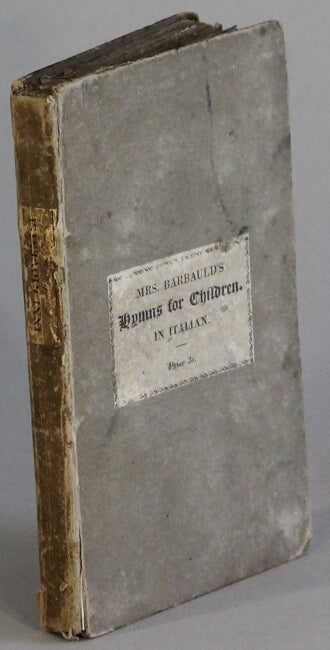 MRS. BARBAULD'S
Hymns for Children.
IN ITALIAN.
Price 3s.